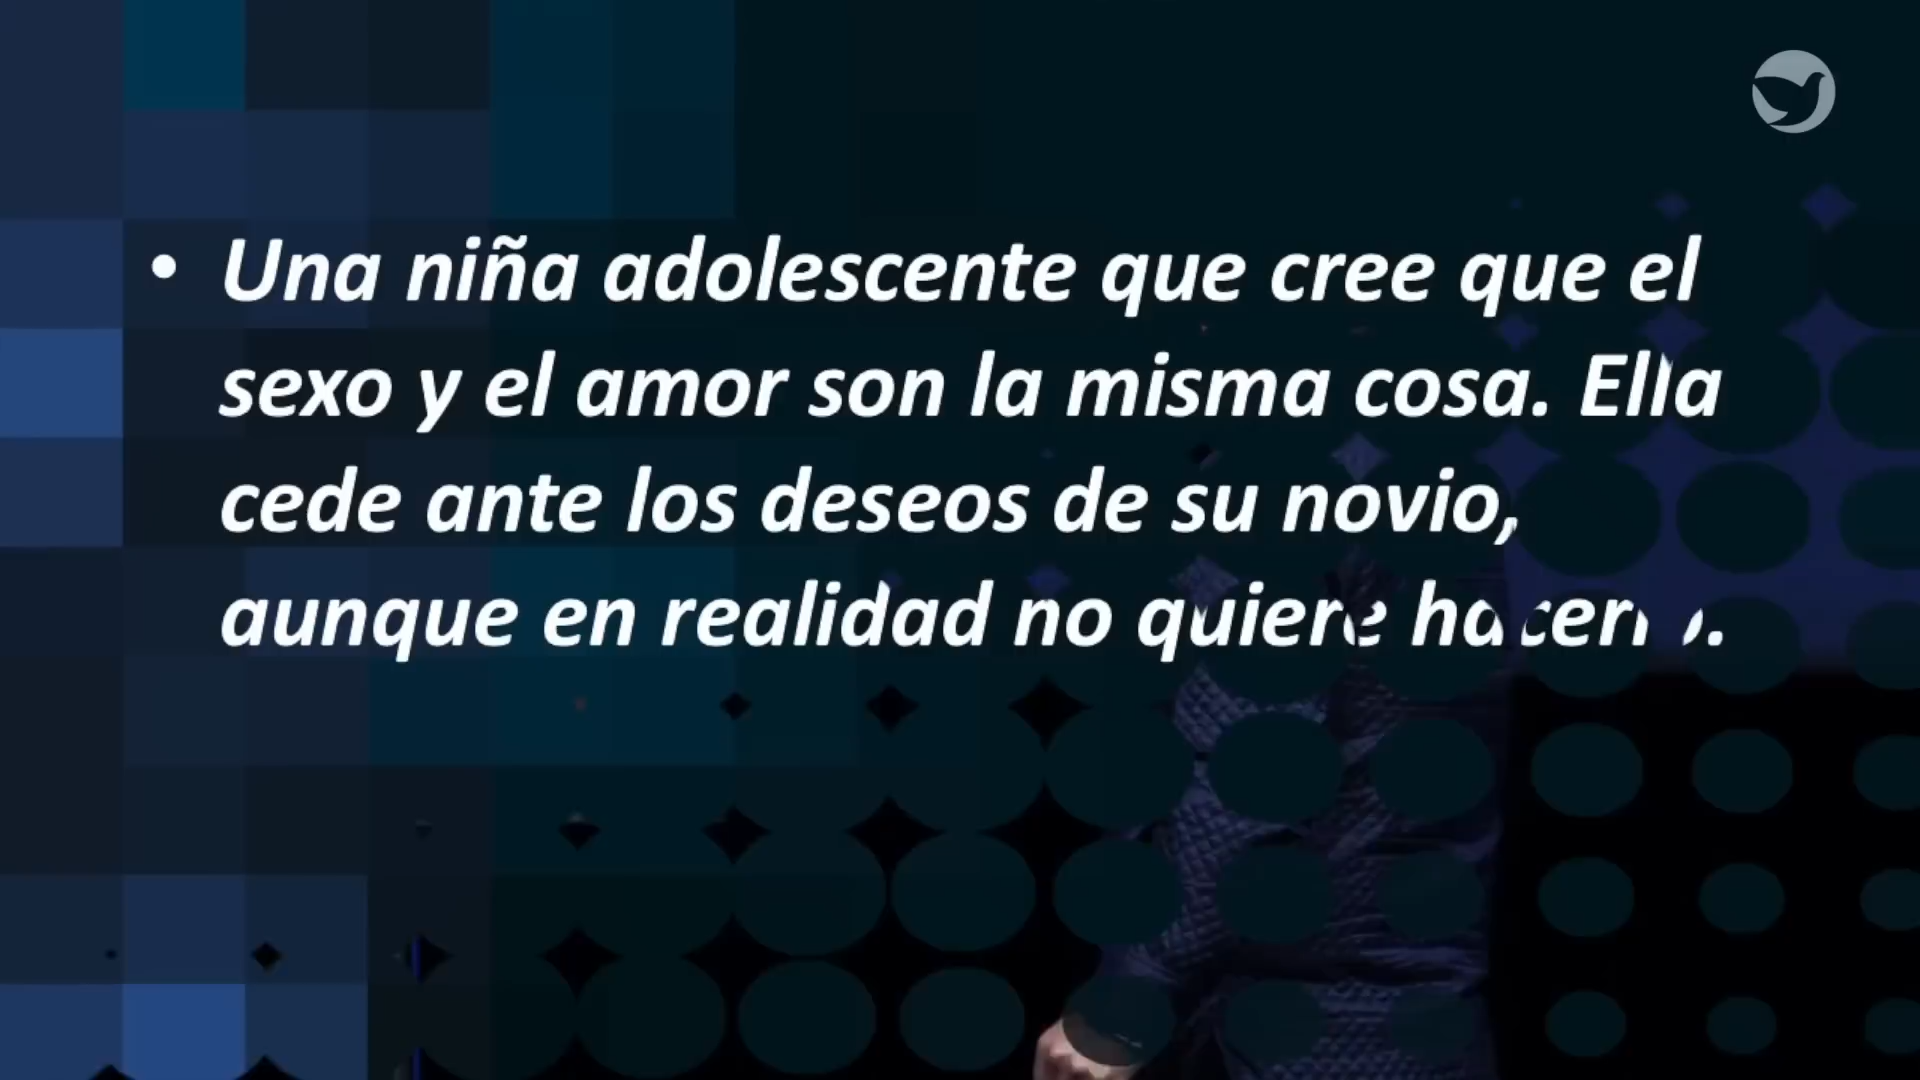 • Una niña adolescente que cree que el
sexo y el amor son la misma cosa. Ella
cede ante los deseos de su novio,
aunque en realidad no quiere hacerlo.